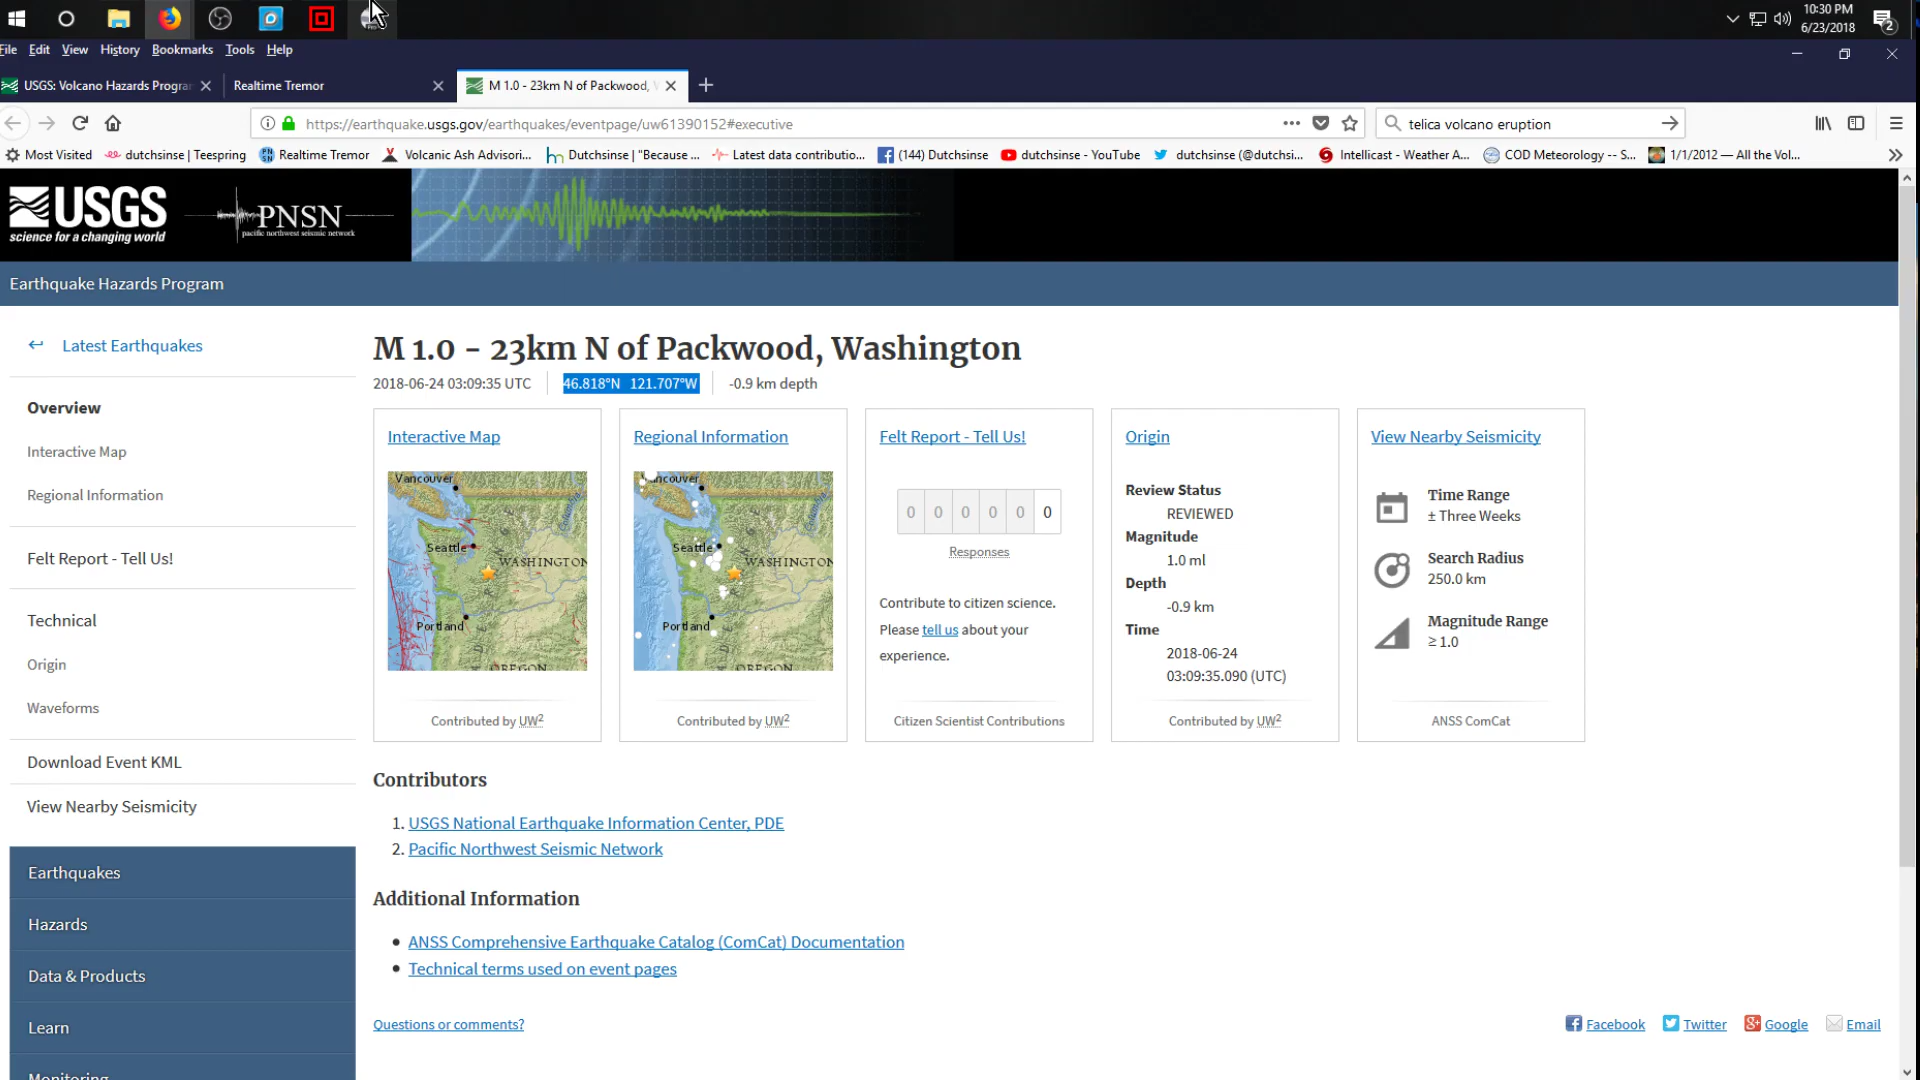 10:30 PM
6/23/2018
2
File Edit View History Bookmarks Tools Help
USGS: Volcano Hazards Progra
Realtime Tremor
M 1.0 - 23km N of Packwood,
https://earthquake.usgs.gov/earthquakes/eventpage/uw61390152#executive
telica volcano eruption
Most Visited
dutchsinse | Teespring
Realtime Tremor
Volcanic Ash Advisori...
Dutchsinse | "Because ...
Latest data contributio...
(144) Dutchsinse
dutchsinse - YouTube
dutchsinse (@dutchsi...
Intellicast - Weather A...
COD Meteorology -- S...
1/1/2012 — All the Vol...
USGS
science for a changing world
PNSN
pacific northwest seismic network
Earthquake Hazards Program
Latest Earthquakes
Overview
Interactive Map
Regional Information
Felt Report - Tell Us!
Technical
Origin
Waveforms
Download Event KML
View Nearby Seismicity
Earthquakes
Hazards
Data & Products
Learn
Monitoring
M 1.0 - 23km N of Packwood, Washington
2018-06-24 03:09:35 UTC
46.818°N 121.707°W
-0.9 km depth
Interactive Map
Vancouver
Seattle
WASHINGTON
Portland
OREGON
Contributed by UW2
Regional Information
Seattle
WASHINGTON
Portland
OREGON
Contributed by UW2
Felt Report - Tell Us!
0 0 0 0 0 0
Responses
Contribute to citizen science.
Please tell us about your
experience.
Citizen Scientist Contributions
Origin
Review Status
REVIEWED
Magnitude
1.0 ml
Depth
-0.9 km
Time
2018-06-24
03:09:35.090 (UTC)
Contributed by UW2
View Nearby Seismicity
Time Range
± Three Weeks
Search Radius
250.0 km
Magnitude Range
≥ 1.0
ANSS ComCat
Contributors
1. USGS National Earthquake Information Center, PDE
2. Pacific Northwest Seismic Network
Additional Information
• ANSS Comprehensive Earthquake Catalog (ComCat) Documentation
• Technical terms used on event pages
Questions or comments?
Facebook
Twitter
Google
Email